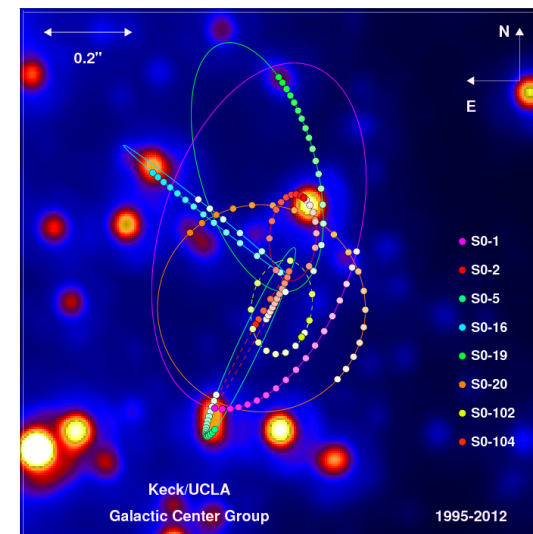 N
0.2"
E
S0-1
S0-2
S0-5
S0-16
S0-19
S0-20
S0-102
S0-104
Keck/UCLA
Galactic Center Group
1995-2012